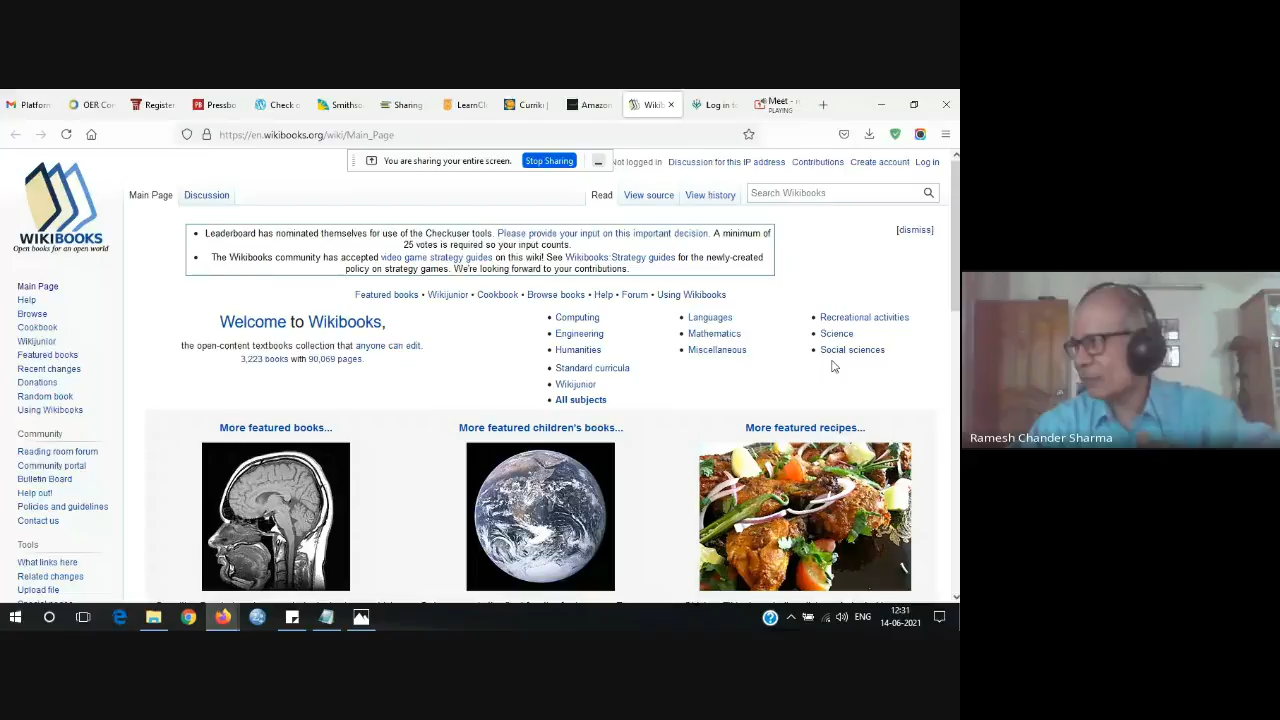 Platforn
OER Cor
Register
Pressbo
Check o
Smithso
Sharing
LearnCl
Curriki |
Amazon
Wikib
Log in to
Meet -
PLAYING
https://en.wikibooks.org/wiki/Main_Page
You are sharing your entire screen. Stop Sharing
Not logged in Discussion for this IP address Contributions Create account Log in
Main Page Discussion Read View source View history Search Wikibooks
WIKIBOOKS
Open books for an open world
• Leaderboard has nominated themselves for use of the Checkuser tools. Please provide your input on this important decision. A minimum of
25 votes is required so your input counts.
[dismiss]
• The Wikibooks community has accepted video game strategy guides on this wiki! See Wikibooks:Strategy guides for the newly-created
policy on strategy games. We're looking forward to your contributions.
Featured books • Wikijunior • Cookbook • Browse books • Help • Forum • Using Wikibooks
Main Page
Help
Browse
Cookbook
Wikijunior
Featured books
Recent changes
Donations
Random book
Using Wikibooks
Community
Reading room forum
Community portal
Bulletin Board
Help out!
Policies and guidelines
Contact us
Tools
What links here
Related changes
Upload file
Welcome to Wikibooks,
the open-content textbooks collection that anyone can edit.
3,223 books with 90,069 pages.
• Computing
• Engineering
• Humanities
• Standard curricula
• Wikijunior
• All subjects
• Languages
• Mathematics
• Miscellaneous
• Recreational activities
• Science
• Social sciences
More featured books...
More featured children's books...
More featured recipes...
Ramesh Chander Sharma
ENG
12:31
14-06-2021